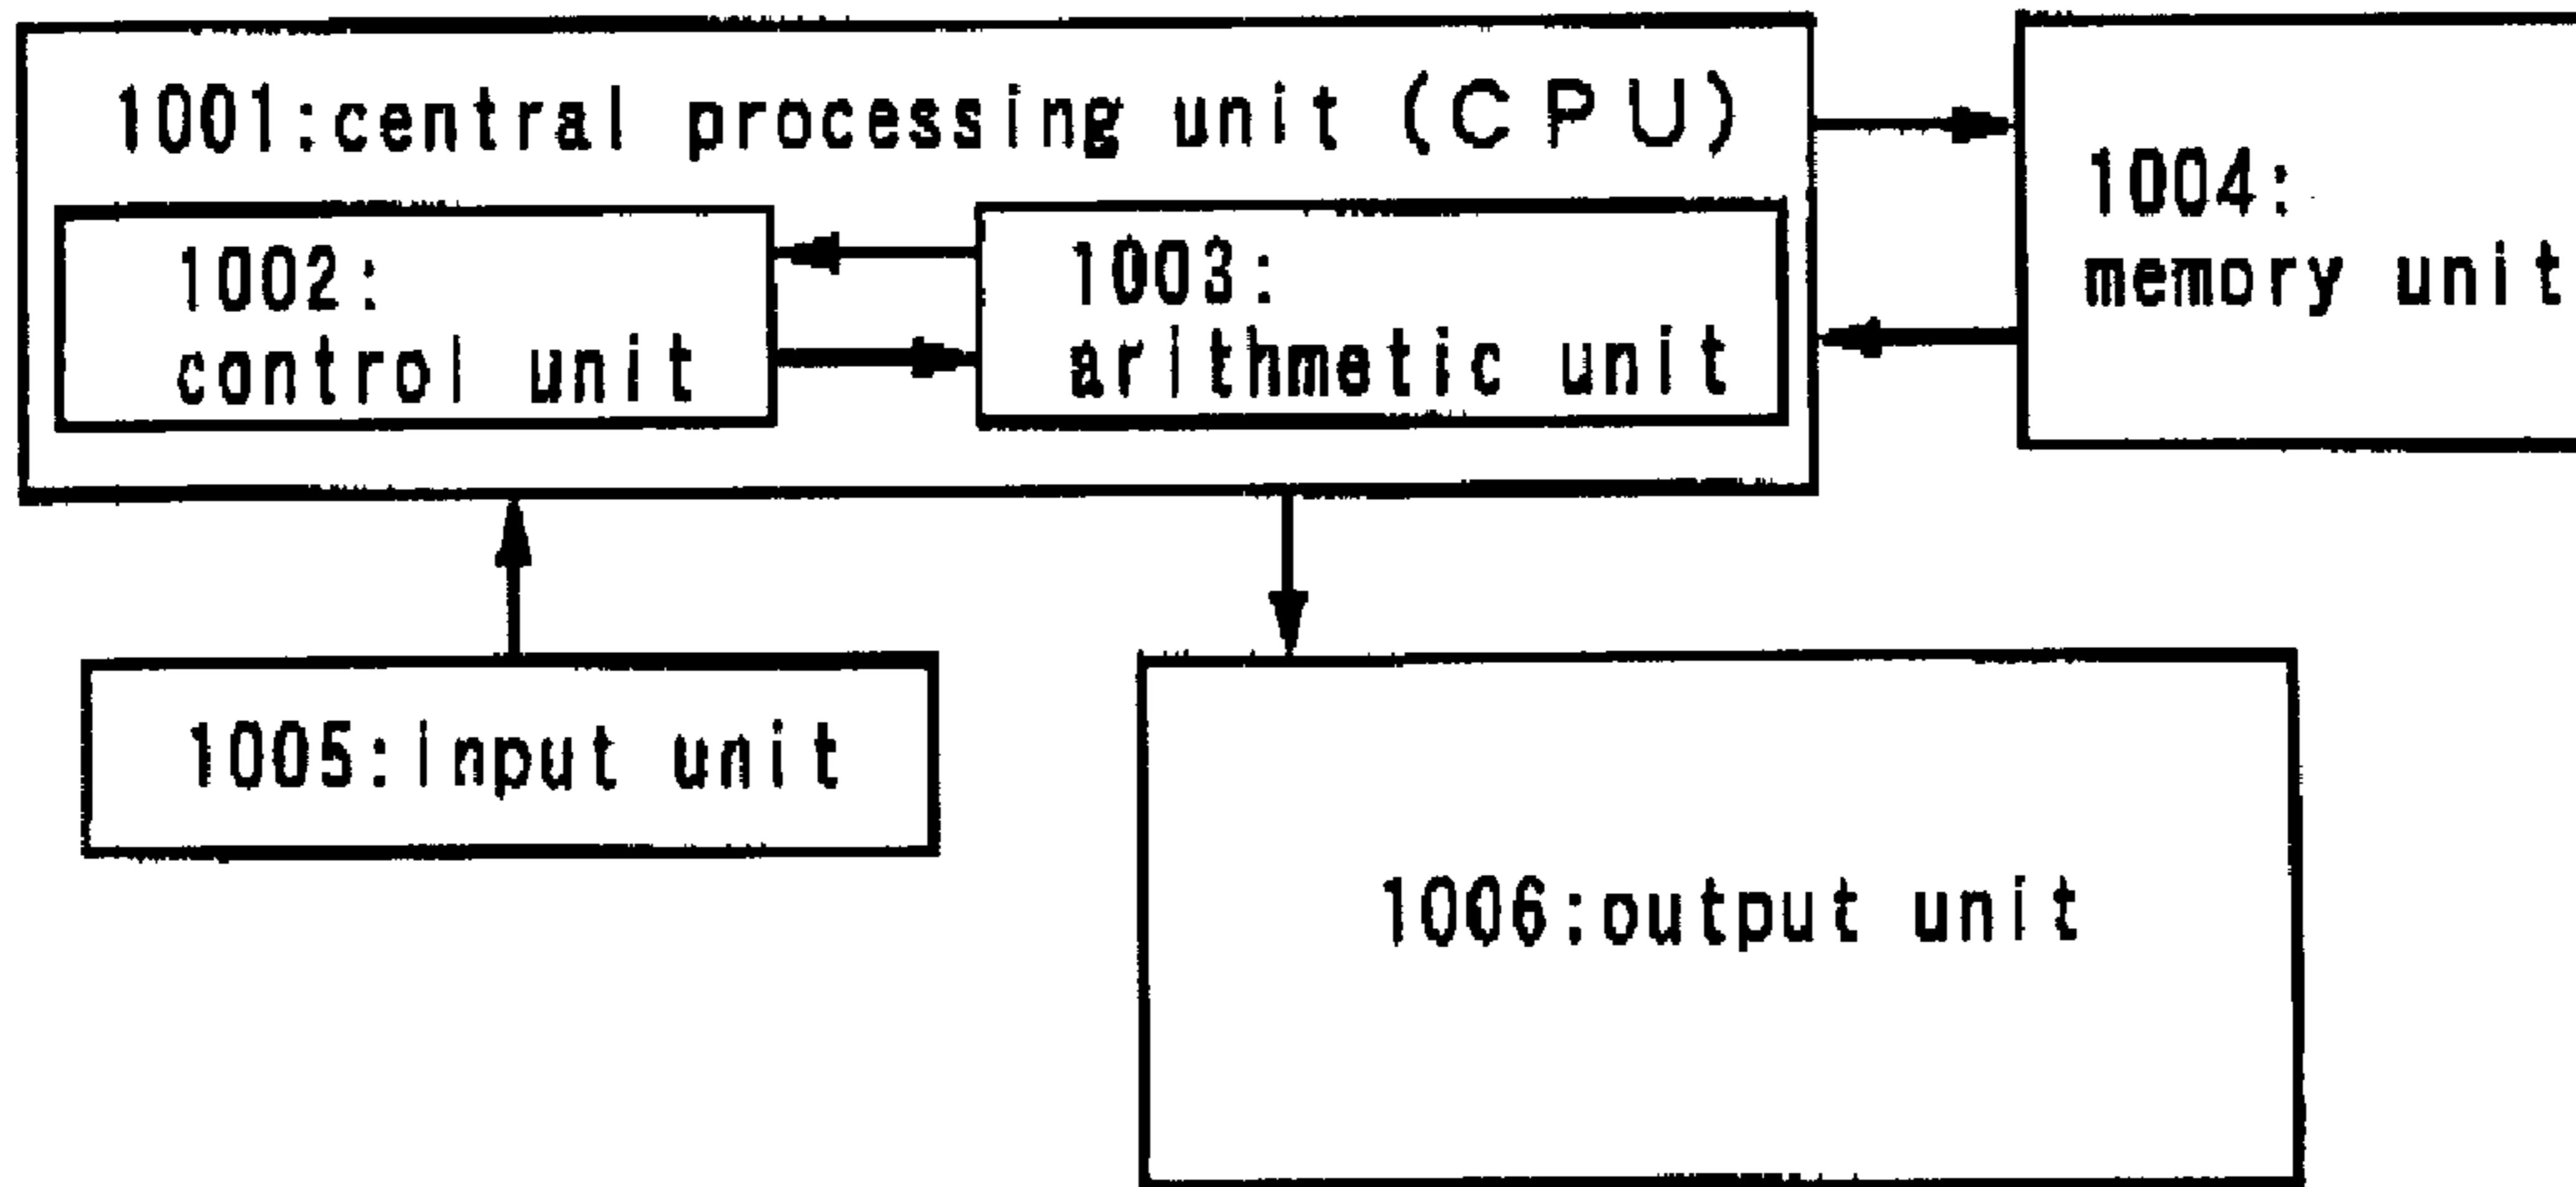 1001:central processing unit (CPU)
1002:
control unit
1003:
arithmetic unit
1004:
memory unit
1005:input unit
1006:output unit